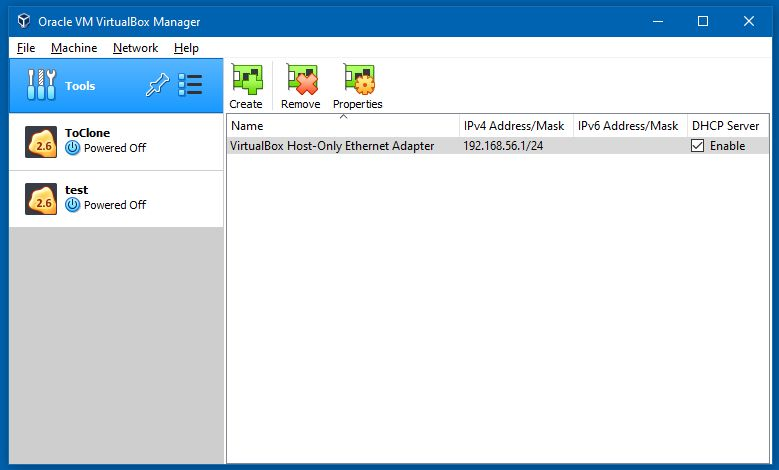 Oracle VM VirtualBox Manager
File Machine Network Help
Tools
Create Remove Properties
Name IPv4 Address/Mask IPv6 Address/Mask DHCP Server
VirtualBox Host-Only Ethernet Adapter 192.168.56.1/24 Enable
2.6 ToClone
Powered Off
2.6 test
Powered Off